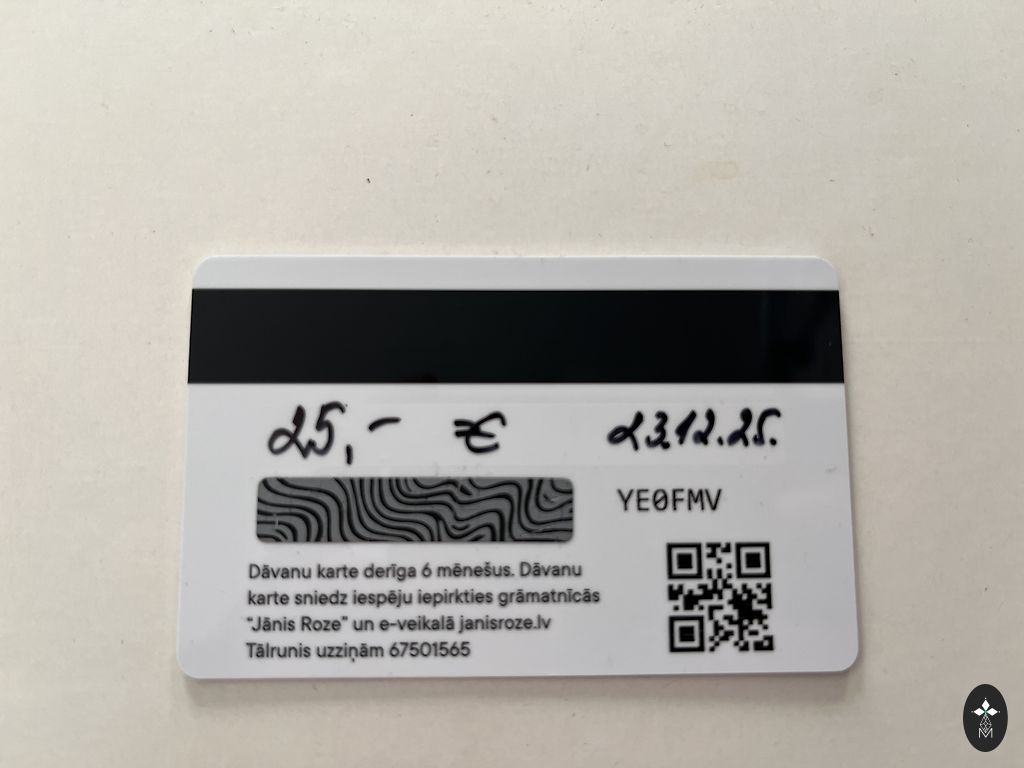 25,- €
23.12.25.
YE0FMV
Dāvanu karte derīga 6 mēnešus. Dāvanu
karte sniedz iespēju iepirkties grāmatnīcās
“Jānis Roze” un e-veikalā janisroze.lv
Tālrunis uzziņām 67501565
M